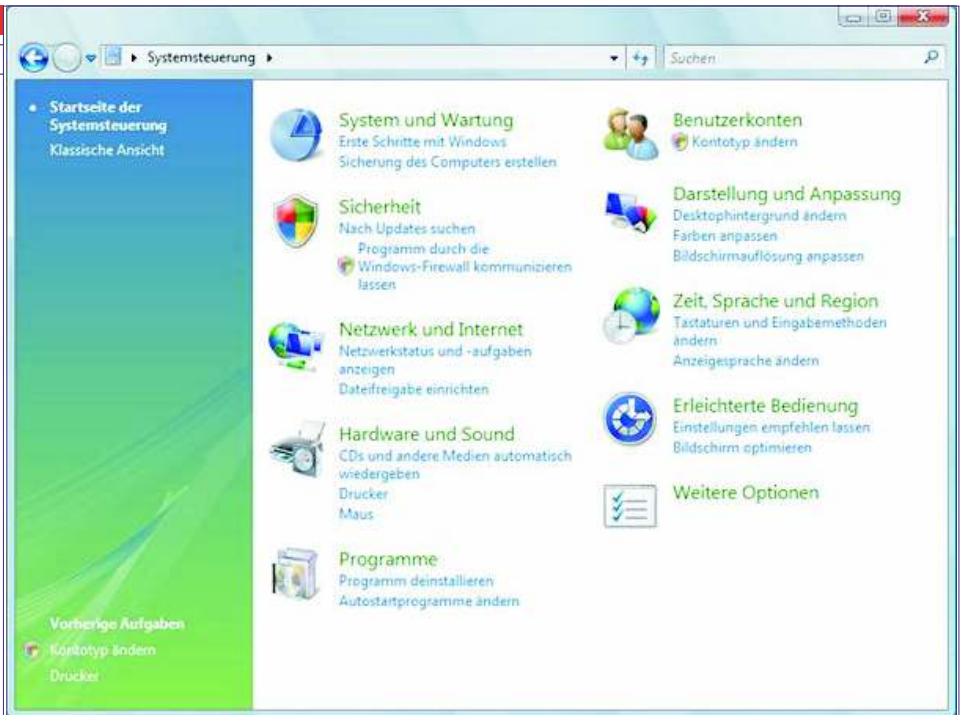 Systemsteuerung
Suchen
Startseite der
Systemsteuerung
Klassische Ansicht
Vorherige Aufgaben
Kontotyp ändern
Drucker
System und Wartung
Erste Schritte mit Windows
Sicherung des Computers erstellen
Sicherheit
Nach Updates suchen
Programm durch die
Windows-Firewall kommunizieren
lassen
Netzwerk und Internet
Netzwerkstatus und -aufgaben
anzeigen
Dateifreigabe einrichten
Hardware und Sound
CDs und andere Medien automatisch
wiedergeben
Drucker
Maus
Programme
Programm deinstallieren
Autostartprogramme ändern
Benutzerkonten
Kontotyp ändern
Darstellung und Anpassung
Desktophintergrund ändern
Farben anpassen
Bildschirmauflösung anpassen
Zeit, Sprache und Region
Tastaturen und Eingabemethoden
ändern
Anzeigesprache ändern
Erleichterte Bedienung
Einstellungen empfehlen lassen
Bildschirm optimieren
Weitere Optionen